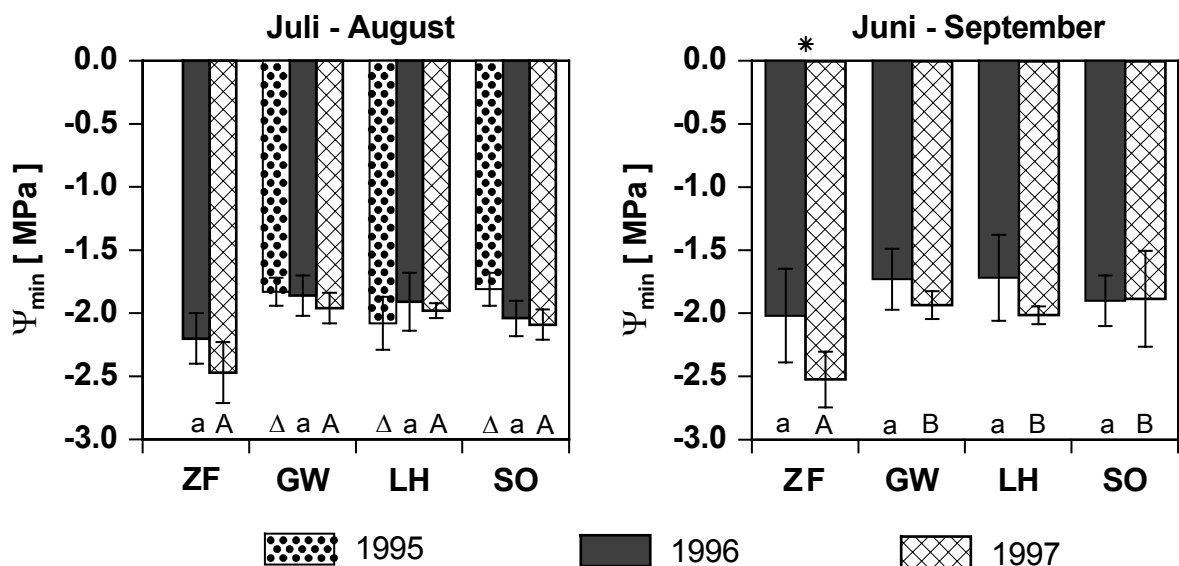 Juli - August
0.0
-0.5
-1.0
-1.5
-2.0
-2.5
-3.0
Ψmin [ MPa]
a A Δ a A Δ a A Δ a A
ZF GW LH SO
Juni - September
*
0.0
-0.5
-1.0
-1.5
-2.0
-2.5
-3.0
Ψmin [ MPa]
a A a B a B a B
ZF GW LH SO
1995 1996 1997